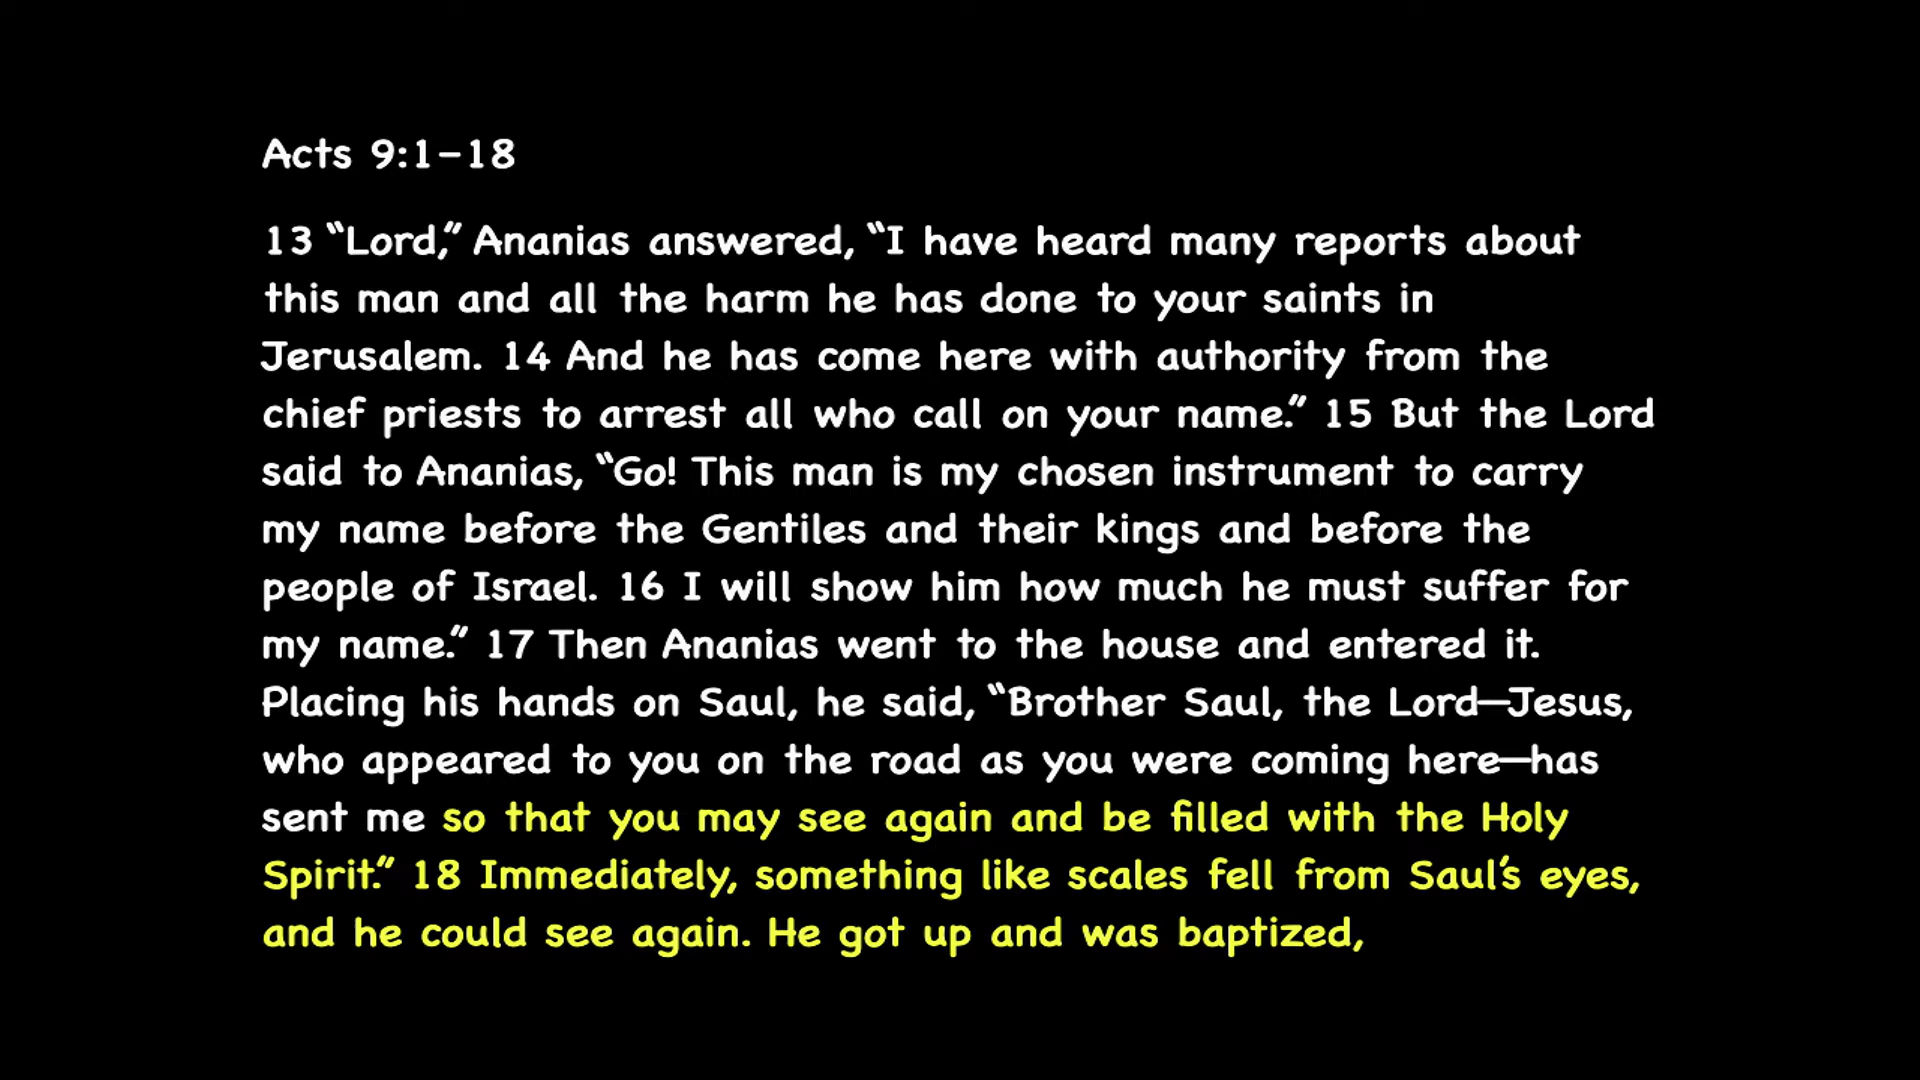 Acts 9:1–18
13 “Lord,” Ananias answered, “I have heard many reports about
this man and all the harm he has done to your saints in
Jerusalem. 14 And he has come here with authority from the
chief priests to arrest all who call on your name.” 15 But the Lord
said to Ananias, “Go! This man is my chosen instrument to carry
my name before the Gentiles and their kings and before the
people of Israel. 16 I will show him how much he must suffer for
my name.” 17 Then Ananias went to the house and entered it.
Placing his hands on Saul, he said, “Brother Saul, the Lord—Jesus,
who appeared to you on the road as you were coming here—has
sent me so that you may see again and be filled with the Holy
Spirit.” 18 Immediately, something like scales fell from Saul’s eyes,
and he could see again. He got up and was baptized,